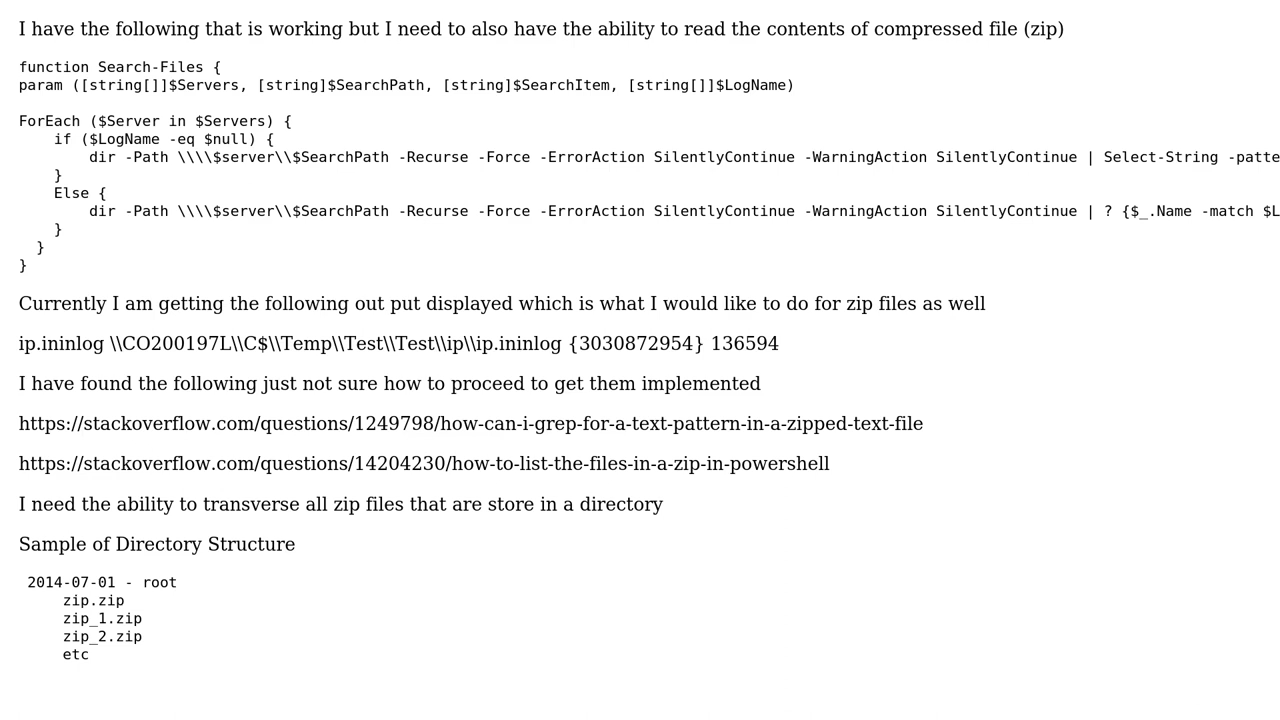 I have the following that is working but I need to also have the ability to read the contents of compressed file (zip)
function Search-Files {
param ([string[]]$Servers, [string]$SearchPath, [string]$SearchItem, [string[]]$LogName)
ForEach ($Server in $Servers) {
    if ($LogName -eq $null) {
        dir -Path \\\\$server\\$SearchPath -Recurse -Force -ErrorAction SilentlyContinue -WarningAction SilentlyContinue | Select-String -patte
    }
    Else {
        dir -Path \\\\$server\\$SearchPath -Recurse -Force -ErrorAction SilentlyContinue -WarningAction SilentlyContinue | ? {$_.Name -match $L
    }
  }
}
Currently I am getting the following out put displayed which is what I would like to do for zip files as well
ip.ininlog \\CO200197L\\C$\\Temp\\Test\\Test\\ip\\ip.ininlog {3030872954} 136594
I have found the following just not sure how to proceed to get them implemented
https://stackoverflow.com/questions/1249798/how-can-i-grep-for-a-text-pattern-in-a-zipped-text-file
https://stackoverflow.com/questions/14204230/how-to-list-the-files-in-a-zip-in-powershell
I need the ability to transverse all zip files that are store in a directory
Sample of Directory Structure
 2014-07-01 - root
     zip.zip
     zip_1.zip
     zip_2.zip
     etc